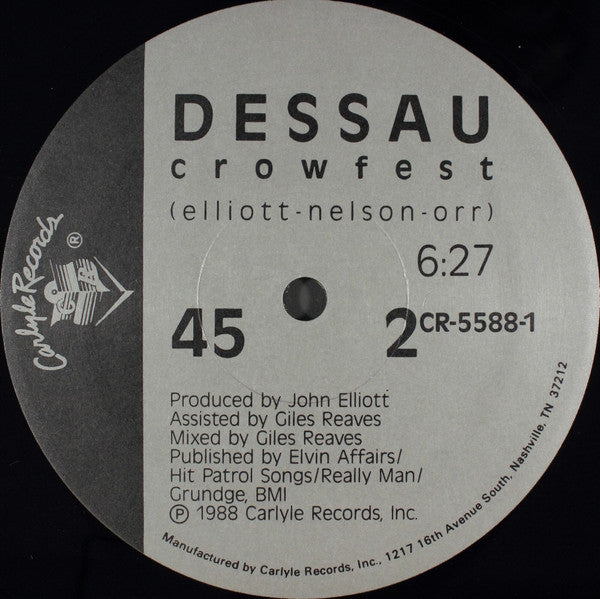 DESSAU
crowfest
(elliott-nelson-orr)
6:27
45 2 CR-5588-1
Carlyle Records ®
Produced by John Elliott
Assisted by Giles Reaves
Mixed by Giles Reaves
Published by Elvin Affairs/
Hit Patrol Songs/Really Man/
Grundge, BMI
℗ 1988 Carlyle Records, Inc.
Manufactured by Carlyle Records, Inc., 1217 16th Avenue South, Nashville, TN 37212